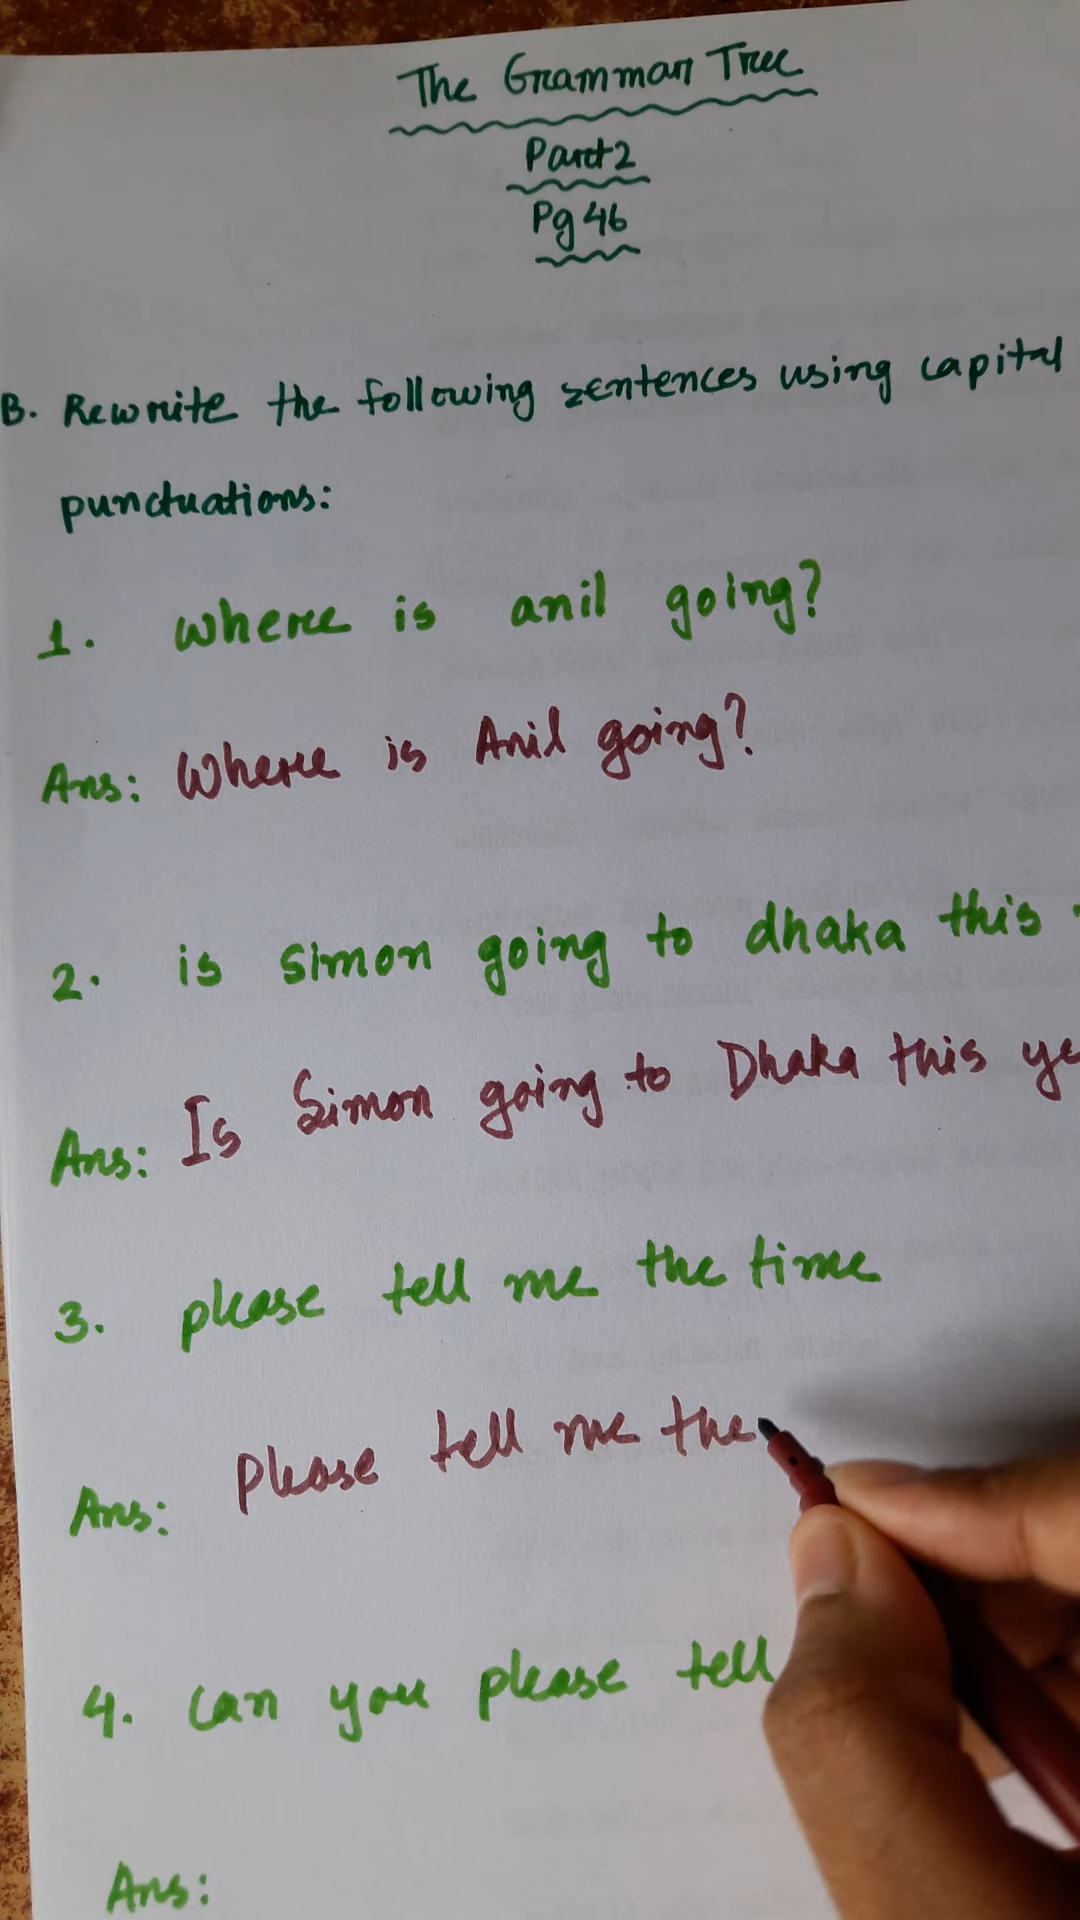 The Grammar Tree
Part 2
Pg 46
B. Rewrite the following sentences using capital
punctuations:
1. where is anil going?
Ans: Where is Anil going?
2. is simon going to dhaka this
Ans: Is Simon going to Dhaka this ye
3. please tell me the time
Ans: Please tell me the
4. can you please tell
Ans: